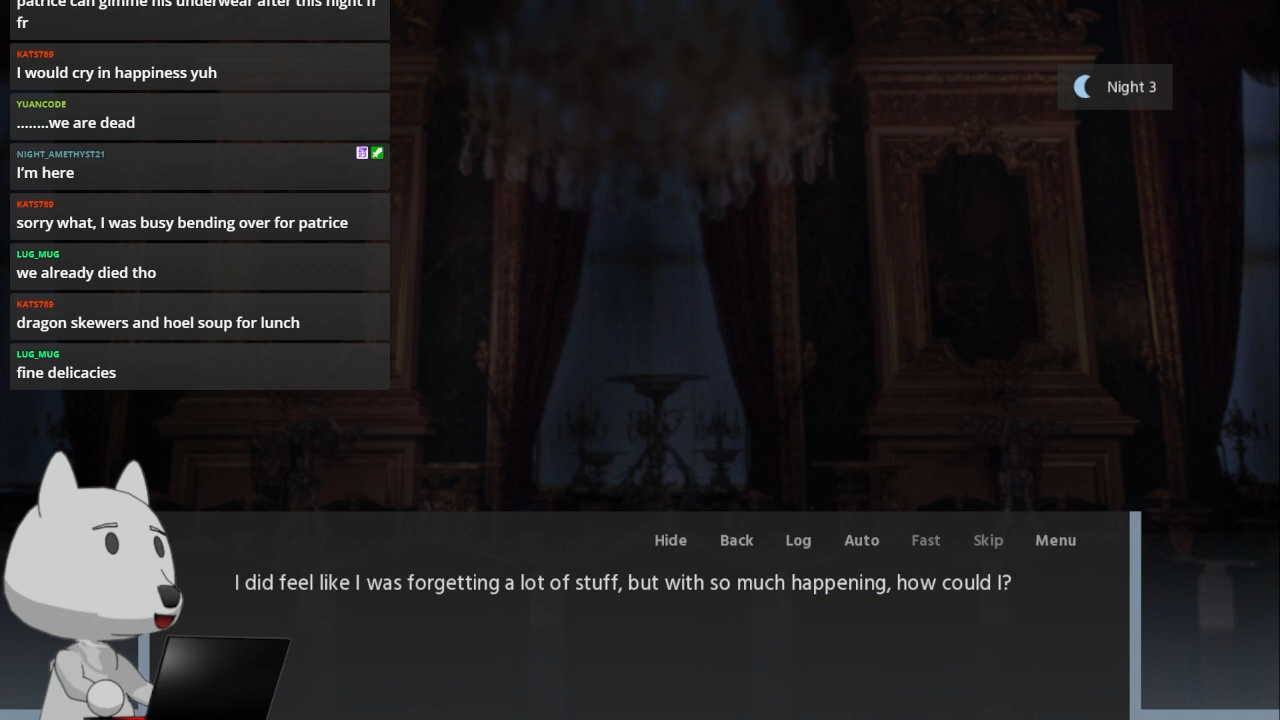 patrice can gimme his underwear after this night fr
fr
KATS789
I would cry in happiness yuh
YUANCODE
........we are dead
NIGHT_AMETHYST21
I'm here
KATS789
sorry what, I was busy bending over for patrice
LUG_MUG
we already died tho
KATS789
dragon skewers and hoel soup for lunch
LUG_MUG
fine delicacies
Night 3
Hide Back Log Auto Fast Skip Menu
I did feel like I was forgetting a lot of stuff, but with so much happening, how could I?